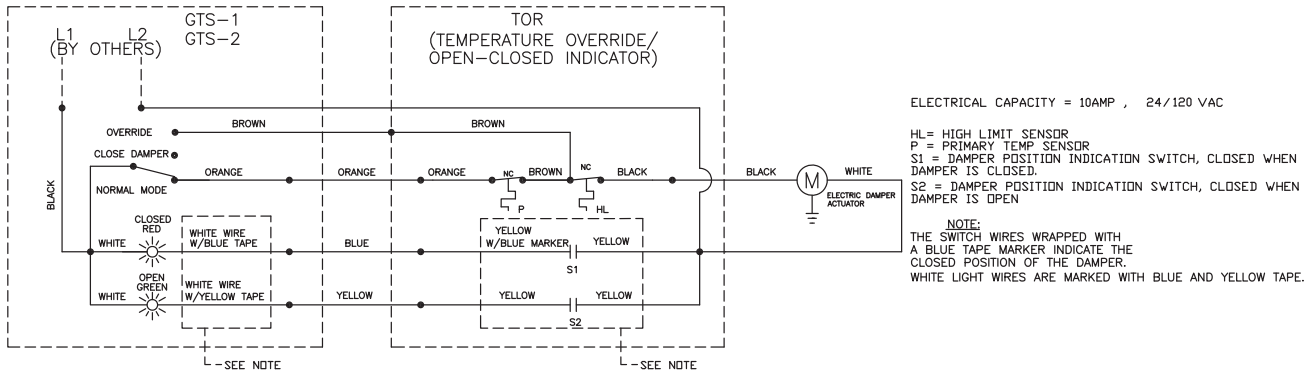 GTS-1
GTS-2
L1 L2
(BY OTHERS)
TOR
(TEMPERATURE OVERRIDE/
OPEN-CLOSED INDICATOR)
OVERRIDE
BROWN
BROWN
CLOSE DAMPER
NORMAL MODE
ORANGE
ORANGE
ORANGE
NC
BROWN
NC
BLACK
BLACK
M
WHITE
P
HL
ELECTRIC DAMPER
ACTUATOR
BLACK
CLOSED
RED
WHITE
WHITE WIRE
W/BLUE TAPE
BLUE
YELLOW
W/BLUE MARKER
YELLOW
S1
OPEN
GREEN
WHITE
WHITE WIRE
W/YELLOW TAPE
YELLOW
YELLOW
YELLOW
S2
SEE NOTE
SEE NOTE
ELECTRICAL CAPACITY = 10AMP , 24/120 VAC
HL= HIGH LIMIT SENSOR
P = PRIMARY TEMP SENSOR
S1 = DAMPER POSITION INDICATION SWITCH, CLOSED WHEN
DAMPER IS CLOSED.
S2 = DAMPER POSITION INDICATION SWITCH, CLOSED WHEN
DAMPER IS OPEN
NOTE:
THE SWITCH WIRES WRAPPED WITH
A BLUE TAPE MARKER INDICATE THE
CLOSED POSITION OF THE DAMPER.
WHITE LIGHT WIRES ARE MARKED WITH BLUE AND YELLOW TAPE.